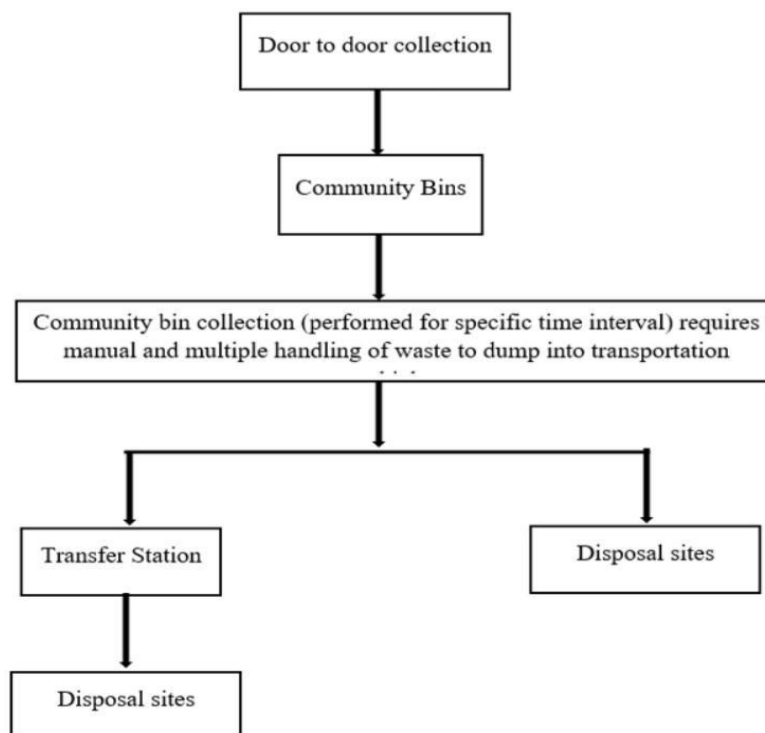 Door to door collection
Community Bins
Community bin collection (performed for specific time interval) requires
manual and multiple handling of waste to dump into transportation
Transfer Station
Disposal sites
Disposal sites